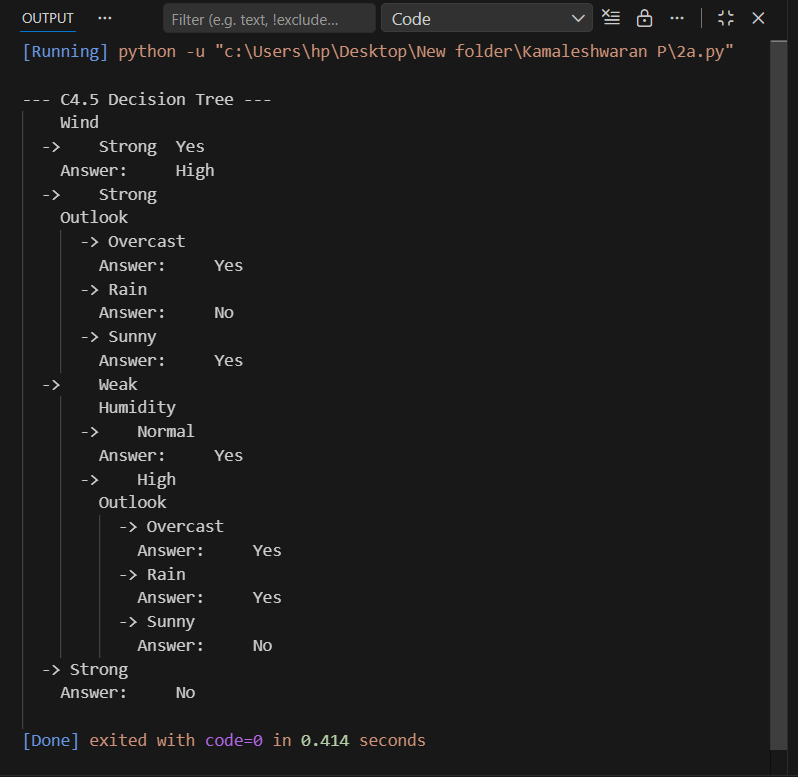 OUTPUT ··· Filter (e.g. text, !exclude... Code ···
[Running] python -u "c:\Users\hp\Desktop\New folder\Kamaleshwaran P\2a.py"
--- C4.5 Decision Tree ---
Wind
-> Strong Yes
Answer: High
-> Strong
Outlook
-> Overcast
Answer: Yes
-> Rain
Answer: No
-> Sunny
Answer: Yes
-> Weak
Humidity
-> Normal
Answer: Yes
-> High
Outlook
-> Overcast
Answer: Yes
-> Rain
Answer: Yes
-> Sunny
Answer: No
-> Strong
Answer: No
[Done] exited with code=0 in 0.414 seconds